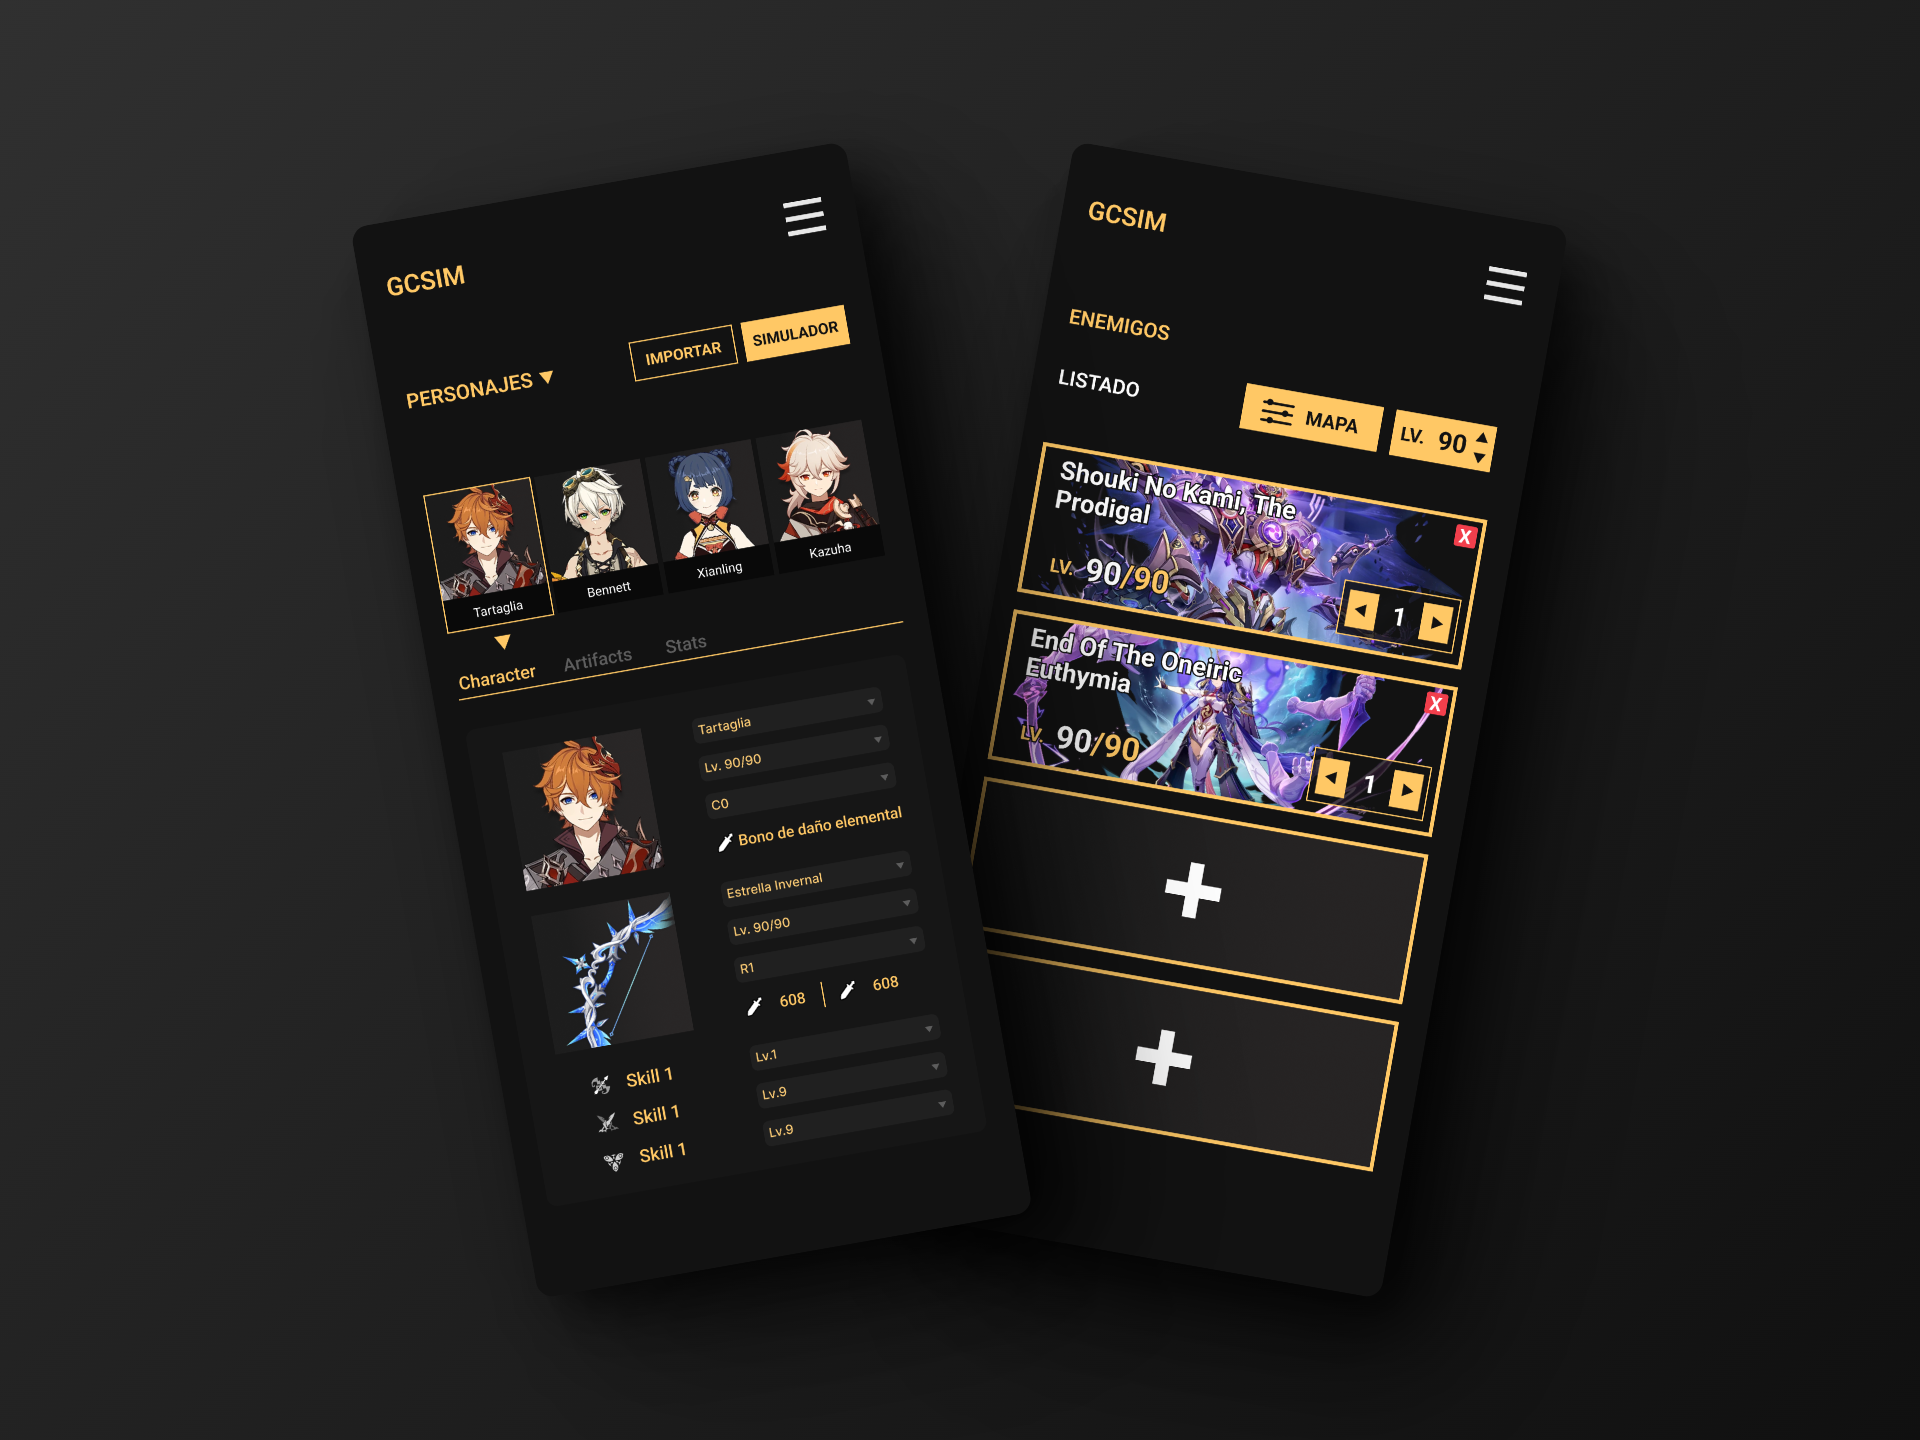 GCSIM
IMPORTAR
SIMULADOR
PERSONAJES
Tartaglia
Bennett
Xianling
Kazuha
Character
Artifacts
Stats
Tartaglia
Lv. 90/90
C0
Bono de daño elemental
Estrella Invernal
Lv. 90/90
R1
608
608
Skill 1
Lv.1
Skill 1
Lv.9
Skill 1
Lv.9
GCSIM
ENEMIGOS
LISTADO
MAPA
LV. 90
Shouki No Kami, The
Prodigal
X
LV. 90/90
1
End Of The Oneiric
Euthymia
X
LV. 90/90
1